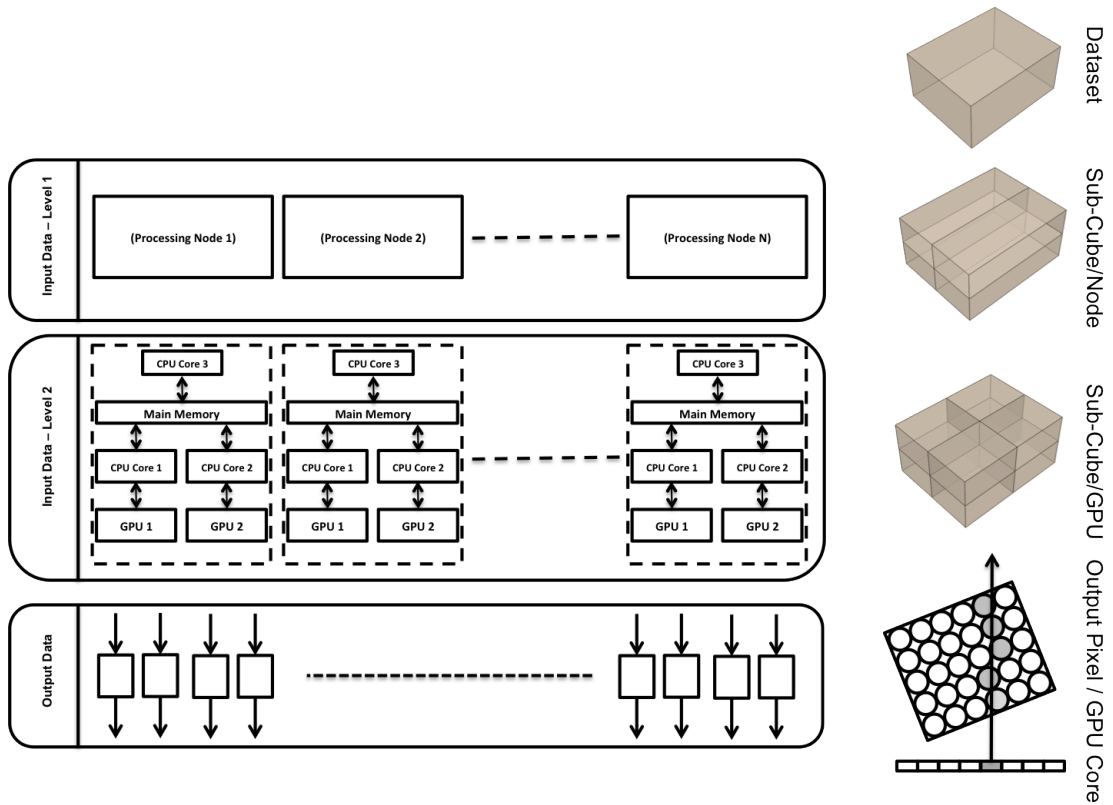 Dataset
Input Data – Level 1
(Processing Node 1)
(Processing Node 2)
(Processing Node N)
Sub-Cube/Node
Input Data – Level 2
CPU Core 3
CPU Core 3
CPU Core 3
Main Memory
Main Memory
Main Memory
CPU Core 1
CPU Core 2
CPU Core 1
CPU Core 2
CPU Core 1
CPU Core 2
GPU 1
GPU 2
GPU 1
GPU 2
GPU 1
GPU 2
Sub-Cube/GPU
Output Data
Output Pixel / GPU Core